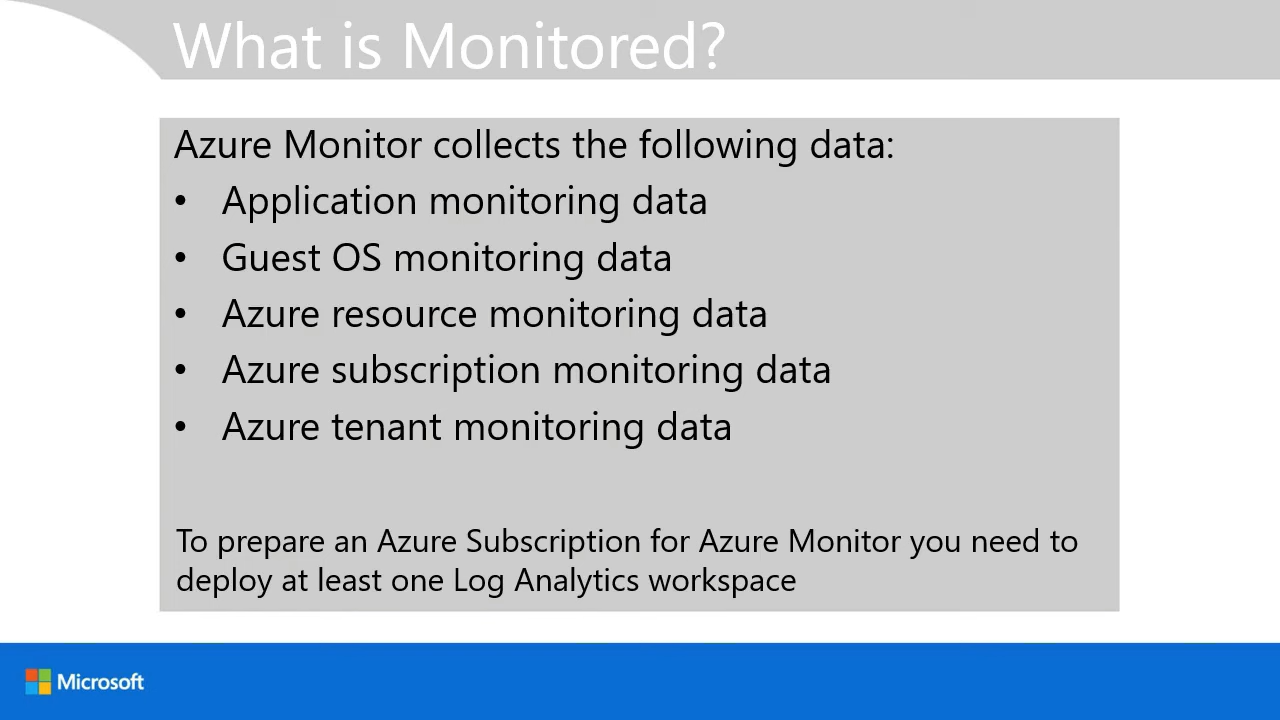 What is Monitored?
Azure Monitor collects the following data:
• Application monitoring data
• Guest OS monitoring data
• Azure resource monitoring data
• Azure subscription monitoring data
• Azure tenant monitoring data
To prepare an Azure Subscription for Azure Monitor you need to
deploy at least one Log Analytics workspace
Microsoft